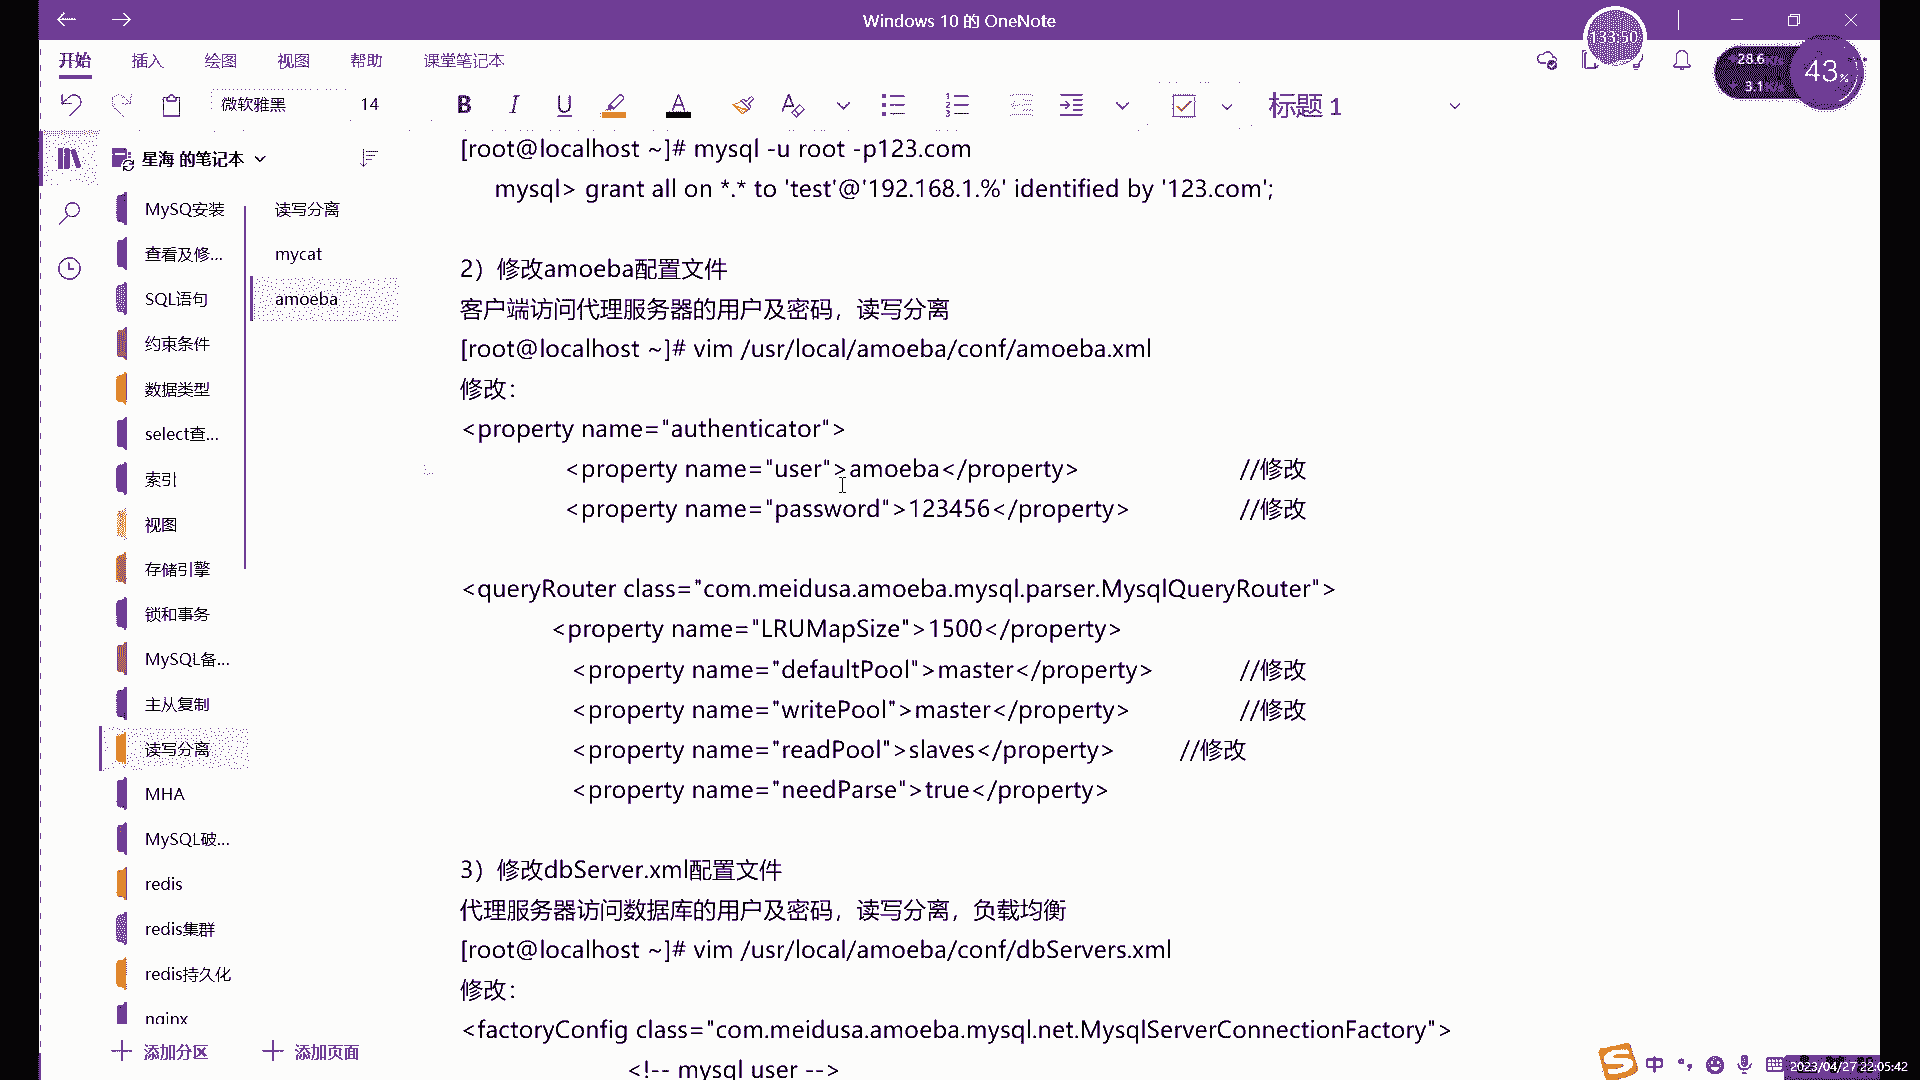 Windows 10 的 OneNote
133:50
开始 插入 绘图 视图 帮助 课堂笔记本
28.6
3.1
43%
微软雅黑 14 B I U A 标题 1
星海 的笔记本
MySQ安装
查看及修...
SQL语句
约束条件
数据类型
select查...
索引
视图
存储引擎
锁和事务
MySQL备...
主从复制
读写分离
MHA
MySQL破...
redis
redis集群
redis持久化
nginx
添加分区
读写分离
mycat
amoeba
添加页面
[root@localhost ~]# mysql -u root -p123.com
mysql> grant all on *.* to 'test'@'192.168.1.%' identified by '123.com';
2）修改amoeba配置文件
客户端访问代理服务器的用户及密码，读写分离
[root@localhost ~]# vim /usr/local/amoeba/conf/amoeba.xml
修改：
<property name="authenticator">
<property name="user">amoeba</property> //修改
<property name="password">123456</property> //修改
<queryRouter class="com.meidusa.amoeba.mysql.parser.MysqlQueryRouter">
<property name="LRUMapSize">1500</property>
<property name="defaultPool">master</property> //修改
<property name="writePool">master</property> //修改
<property name="readPool">slaves</property> //修改
<property name="needParse">true</property>
3）修改dbServer.xml配置文件
代理服务器访问数据库的用户及密码，读写分离，负载均衡
[root@localhost ~]# vim /usr/local/amoeba/conf/dbServers.xml
修改：
<factoryConfig class="com.meidusa.amoeba.mysql.net.MysqlServerConnectionFactory">
<!-- mysql user -->
中
2023/04/27 22:05:42